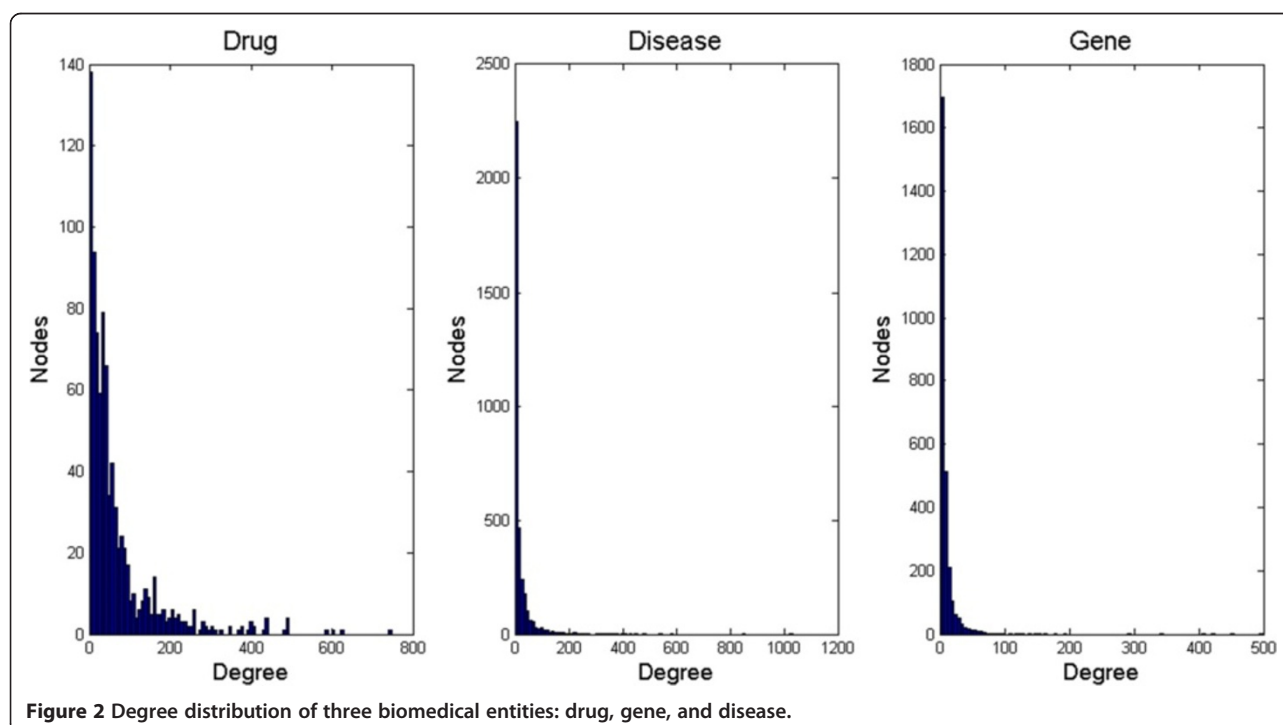 Drug
140
120
100
80
60
40
20
0
0 200 400 600 800
Nodes
Degree
Disease
2500
2000
1500
1000
500
0
0 200 400 600 800 1000 1200
Nodes
Degree
Gene
1800
1600
1400
1200
1000
800
600
400
200
0
0 100 200 300 400 500
Nodes
Degree
Figure 2 Degree distribution of three biomedical entities: drug, gene, and disease.